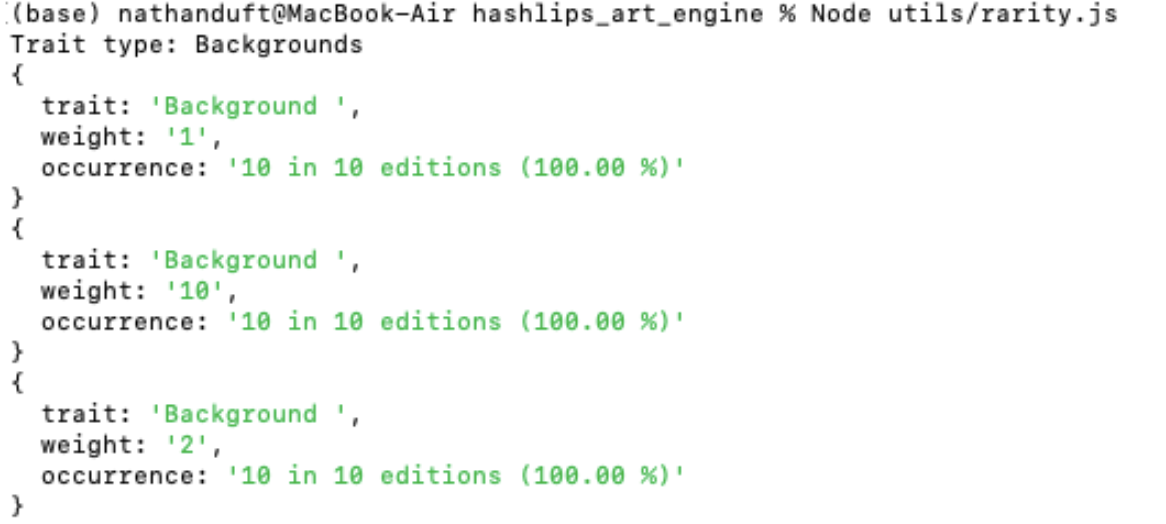 (base) nathanduft@MacBook-Air hashlips_art_engine % Node utils/rarity.js
Trait type: Backgrounds
{
  trait: 'Background ',
  weight: '1',
  occurrence: '10 in 10 editions (100.00 %)'
}
{
  trait: 'Background ',
  weight: '10',
  occurrence: '10 in 10 editions (100.00 %)'
}
{
  trait: 'Background ',
  weight: '2',
  occurrence: '10 in 10 editions (100.00 %)'
}